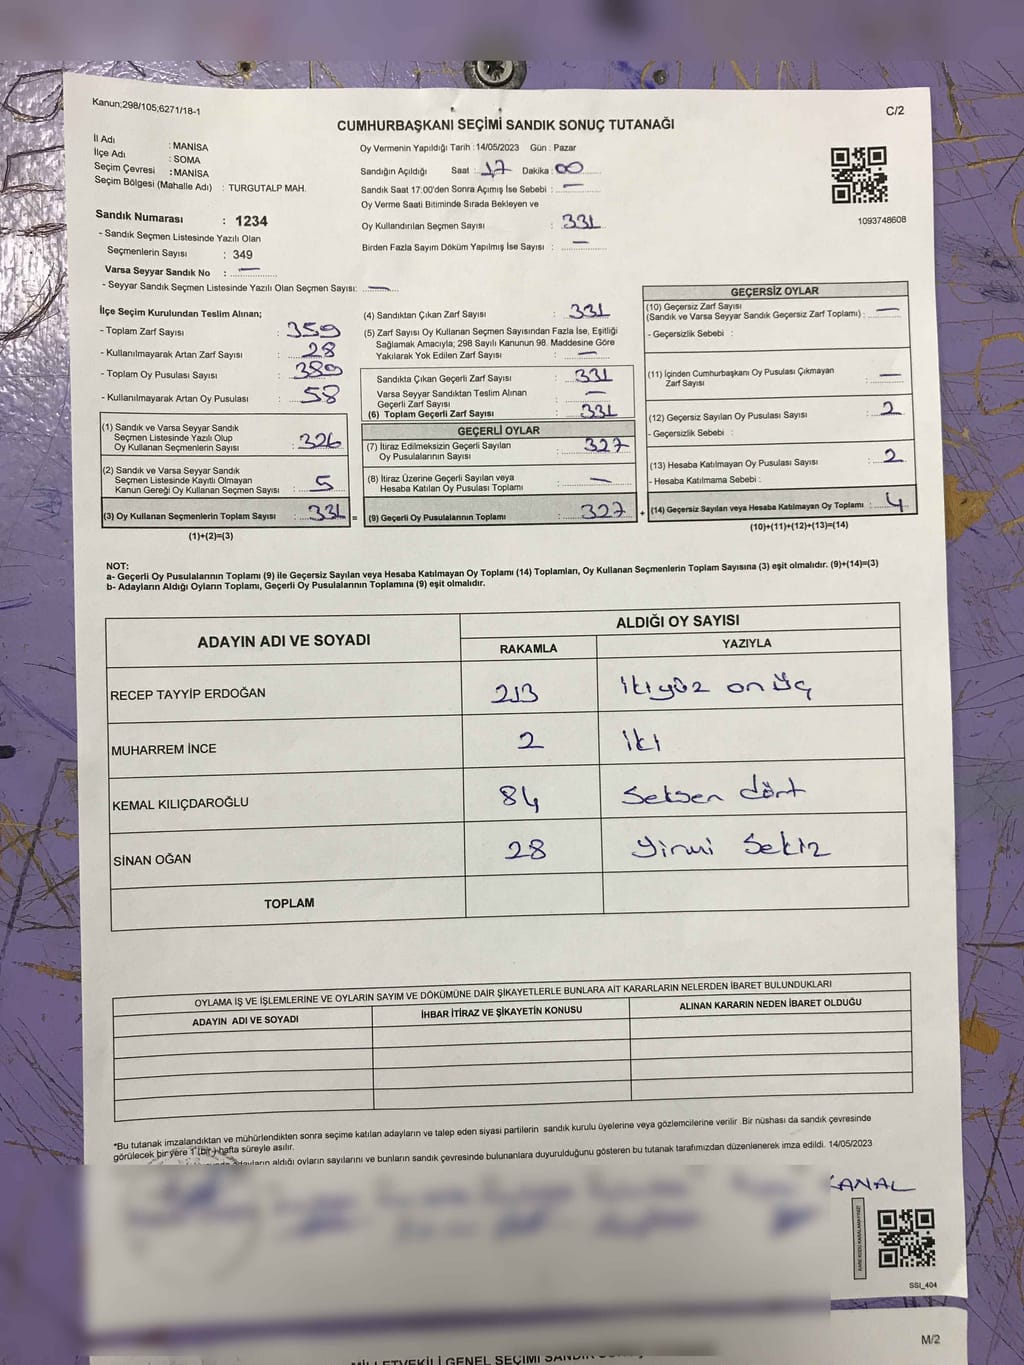 Kanun;298/105;6271/18-1
C/2
CUMHURBAŞKANI SEÇİMİ SANDIK SONUÇ TUTANAĞI
İl Adı : MANİSA
İlçe Adı : SOMA
Seçim Çevresi : MANİSA
Seçim Bölgesi (Mahalle Adı) : TURGUTALP MAH.
Sandık Numarası : 1234
- Sandık Seçmen Listesinde Yazılı Olan
Seçmenlerin Sayısı : 349
Varsa Seyyar Sandık No : —
- Seyyar Sandık Seçmen Listesinde Yazılı Olan Seçmen Sayısı: —
Oy Vermenin Yapıldığı Tarih : 14/05/2023 Gün : Pazar
Sandığın Açıldığı Saat : 17 Dakika : 00
Sandık Saat 17:00'den Sonra Açımış İse Sebebi : —
Oy Verme Saati Bitiminde Sırada Bekleyen ve
Oy Kullandırılan Seçmen Sayısı : 331
Birden Fazla Sayım Döküm Yapılmış İse Sayısı : —
1093748608
İlçe Seçim Kurulundan Teslim Alınan;
- Toplam Zarf Sayısı : 359
- Kullanılmayarak Artan Zarf Sayısı : 28
- Toplam Oy Pusulası Sayısı : 389
- Kullanılmayarak Artan Oy Pusulası : 58
(1) Sandık ve Varsa Seyyar Sandık
Seçmen Listesinde Yazılı Olup
Oy Kullanan Seçmenlerin Sayısı : 326
(2) Sandık ve Varsa Seyyar Sandık
Seçmen Listesinde Kayıtlı Olmayan
Kanun Gereği Oy Kullanan Seçmen Sayısı : 5
(3) Oy Kullanan Seçmenlerin Toplam Sayısı : 331 =
(1)+(2)=(3)
(4) Sandıktan Çıkan Zarf Sayısı : 331
(5) Zarf Sayısı Oy Kullanan Seçmen Sayısından Fazla İse, Eşitliği
Sağlamak Amacıyla; 298 Sayılı Kanunun 98. Maddesine Göre
Yakılarak Yok Edilen Zarf Sayısı : —
Sandıkta Çıkan Geçerli Zarf Sayısı : 331
Varsa Seyyar Sandıktan Teslim Alınan
Geçerli Zarf Sayısı : —
(6) Toplam Geçerli Zarf Sayısı : 331
GEÇERLİ OYLAR
(7) İtiraz Edilmeksizin Geçerli Sayılan
Oy Pusulalarının Sayısı : 327
(8) İtiraz Üzerine Geçerli Sayılan veya
Hesaba Katılan Oy Pusulası Toplamı : —
(9) Geçerli Oy Pusulalarının Toplamı : 327 +
GEÇERSİZ OYLAR
(10) Geçersiz Zarf Sayısı
(Sandık ve Varsa Seyyar Sandık Geçersiz Zarf Toplamı) : —
- Geçersizlik Sebebi :
(11) İçinden Cumhurbaşkanı Oy Pusulası Çıkmayan
Zarf Sayısı : —
(12) Geçersiz Sayılan Oy Pusulası Sayısı : 2
- Geçersizlik Sebebi :
(13) Hesaba Katılmayan Oy Pusulası Sayısı : 2
- Hesaba Katılmama Sebebi :
(14) Geçersiz Sayılan veya Hesaba Katılmayan Oy Toplamı : 4
(10)+(11)+(12)+(13)=(14)
NOT:
a- Geçerli Oy Pusulalarının Toplamı (9) ile Geçersiz Sayılan veya Hesaba Katılmayan Oy Toplamı (14) Toplamları, Oy Kullanan Seçmenlerin Toplam Sayısına (3) eşit olmalıdır. (9)+(14)=(3)
b- Adayların Aldığı Oyların Toplamı, Geçerli Oy Pusulalarının Toplamına (9) eşit olmalıdır.
ADAYIN ADI VE SOYADI
ALDIĞI OY SAYISI
RAKAMLA YAZIYLA
RECEP TAYYİP ERDOĞAN 213 ikiyüz onüç
MUHARREM İNCE 2 iki
KEMAL KILIÇDAROĞLU 84 Seksen dört
SİNAN OĞAN 28 Yirmi Sekiz
TOPLAM
OYLAMA İŞ VE İŞLEMLERİNE VE OYLARIN SAYIM VE DÖKÜMÜNE DAİR ŞİKAYETLERLE BUNLARA AİT KARARLARIN NELERDEN İBARET BULUNDUKLARI
ADAYIN ADI VE SOYADI İHBAR İTİRAZ VE ŞİKAYETİN KONUSU ALINAN KARARIN NEDEN İBARET OLDUĞU
*Bu tutanak imzalandıktan ve mühürlendikten sonra seçime katılan adayların ve talep eden siyasi partilerin sandık kurulu üyelerine veya gözlemcilerine verilir. Bir nüshası da sandık çevresinde
görülecek bir yere 1 (bir) hafta süreyle asılır.
aldığı oyların sayılarını ve bunların sandık çevresinde bulunanlara duyurulduğunu gösteren bu tutanak tarafımızdan düzenlenerek imza edildi. 14/05/2023
KANAL
SSI_404
M/2
MİLLETVEKİLİ GENEL SEÇİMİ